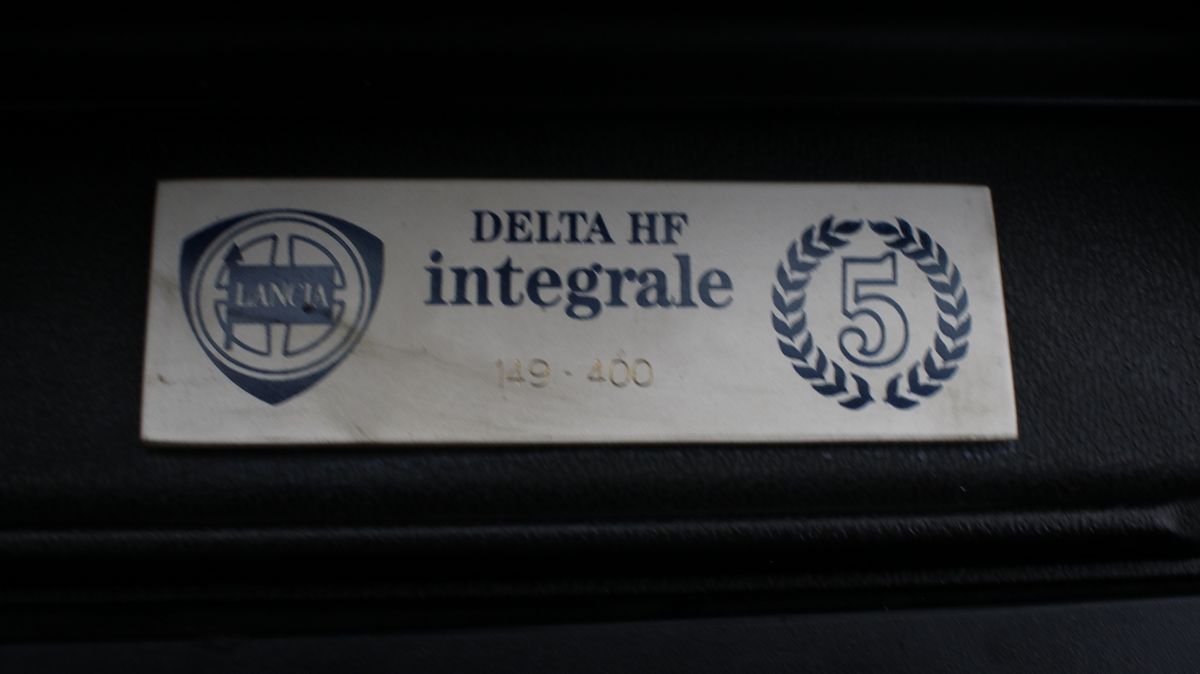 LANCIA
DELTA HF
integrale
149 - 400
5